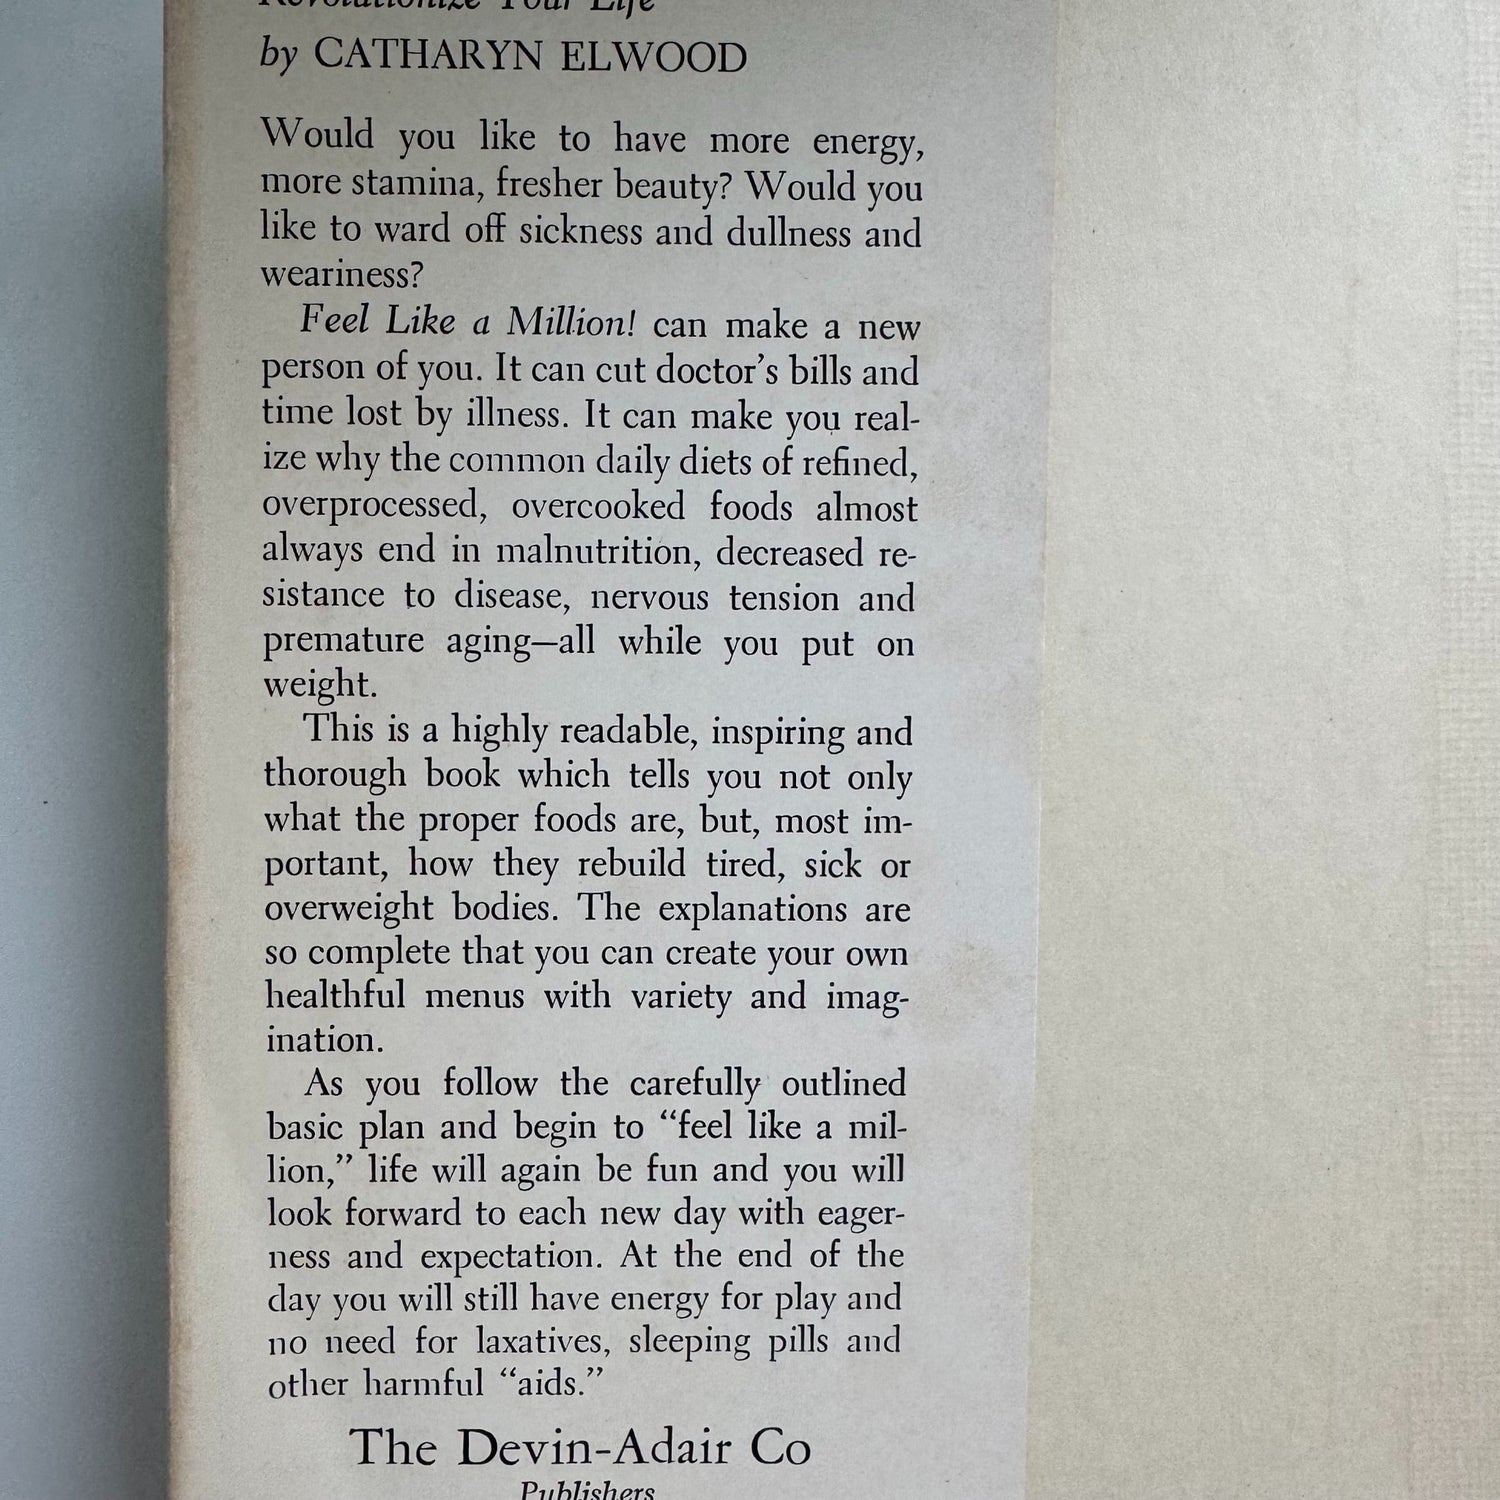 Revolutionize Your Life
by CATHARYN ELWOOD
Would you like to have more energy,
more stamina, fresher beauty? Would you
like to ward off sickness and dullness and
weariness?
Feel Like a Million! can make a new
person of you. It can cut doctor's bills and
time lost by illness. It can make you real-
ize why the common daily diets of refined,
overprocessed, overcooked foods almost
always end in malnutrition, decreased re-
sistance to disease, nervous tension and
premature aging—all while you put on
weight.
This is a highly readable, inspiring and
thorough book which tells you not only
what the proper foods are, but, most im-
portant, how they rebuild tired, sick or
overweight bodies. The explanations are
so complete that you can create your own
healthful menus with variety and imag-
ination.
As you follow the carefully outlined
basic plan and begin to “feel like a mil-
lion,” life will again be fun and you will
look forward to each new day with eager-
ness and expectation. At the end of the
day you will still have energy for play and
no need for laxatives, sleeping pills and
other harmful “aids.”
The Devin-Adair Co
Publishers